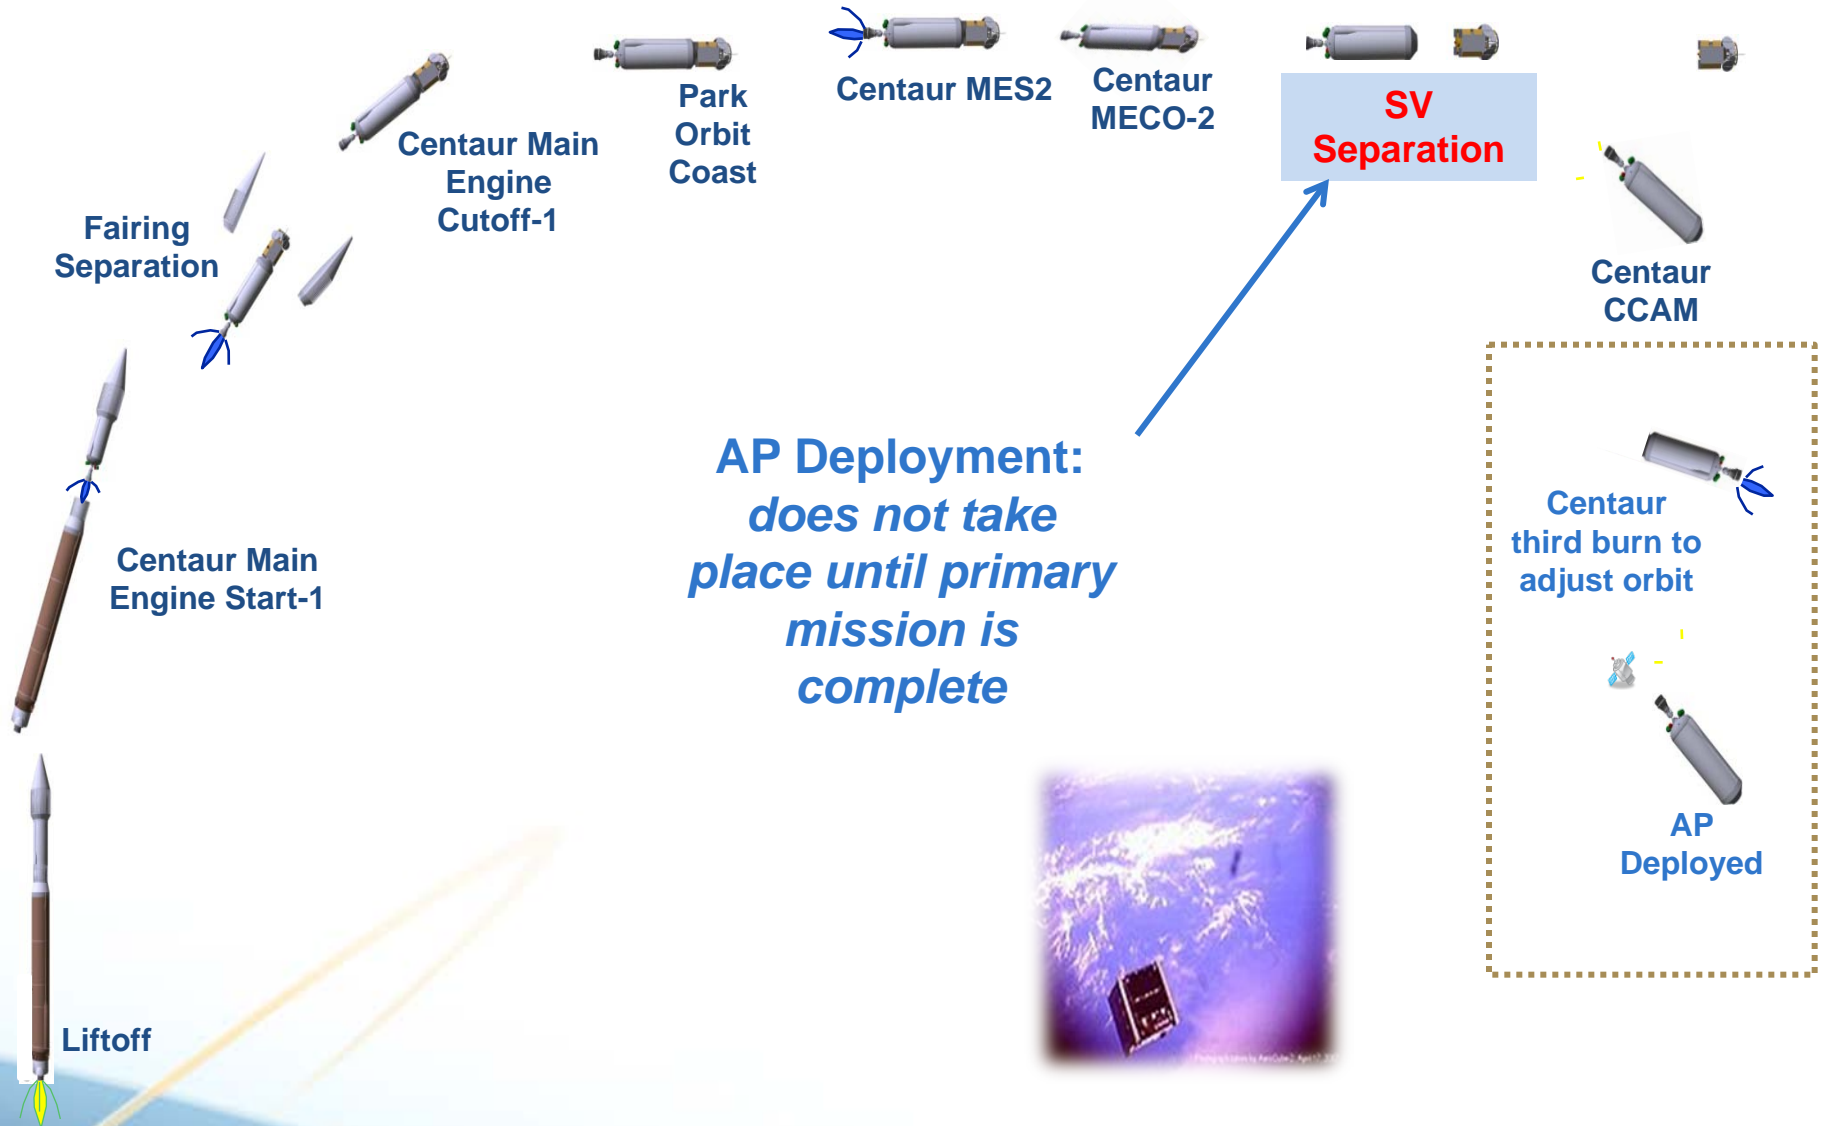 Park
Orbit
Coast
Centaur MES2
Centaur
MECO-2
SV
Separation
Centaur Main
Engine
Cutoff-1
Fairing
Separation
Centaur
CCAM
Centaur Main
Engine Start-1
AP Deployment:
does not take
place until primary
mission is
complete
Centaur
third burn to
adjust orbit
AP
Deployed
Liftoff